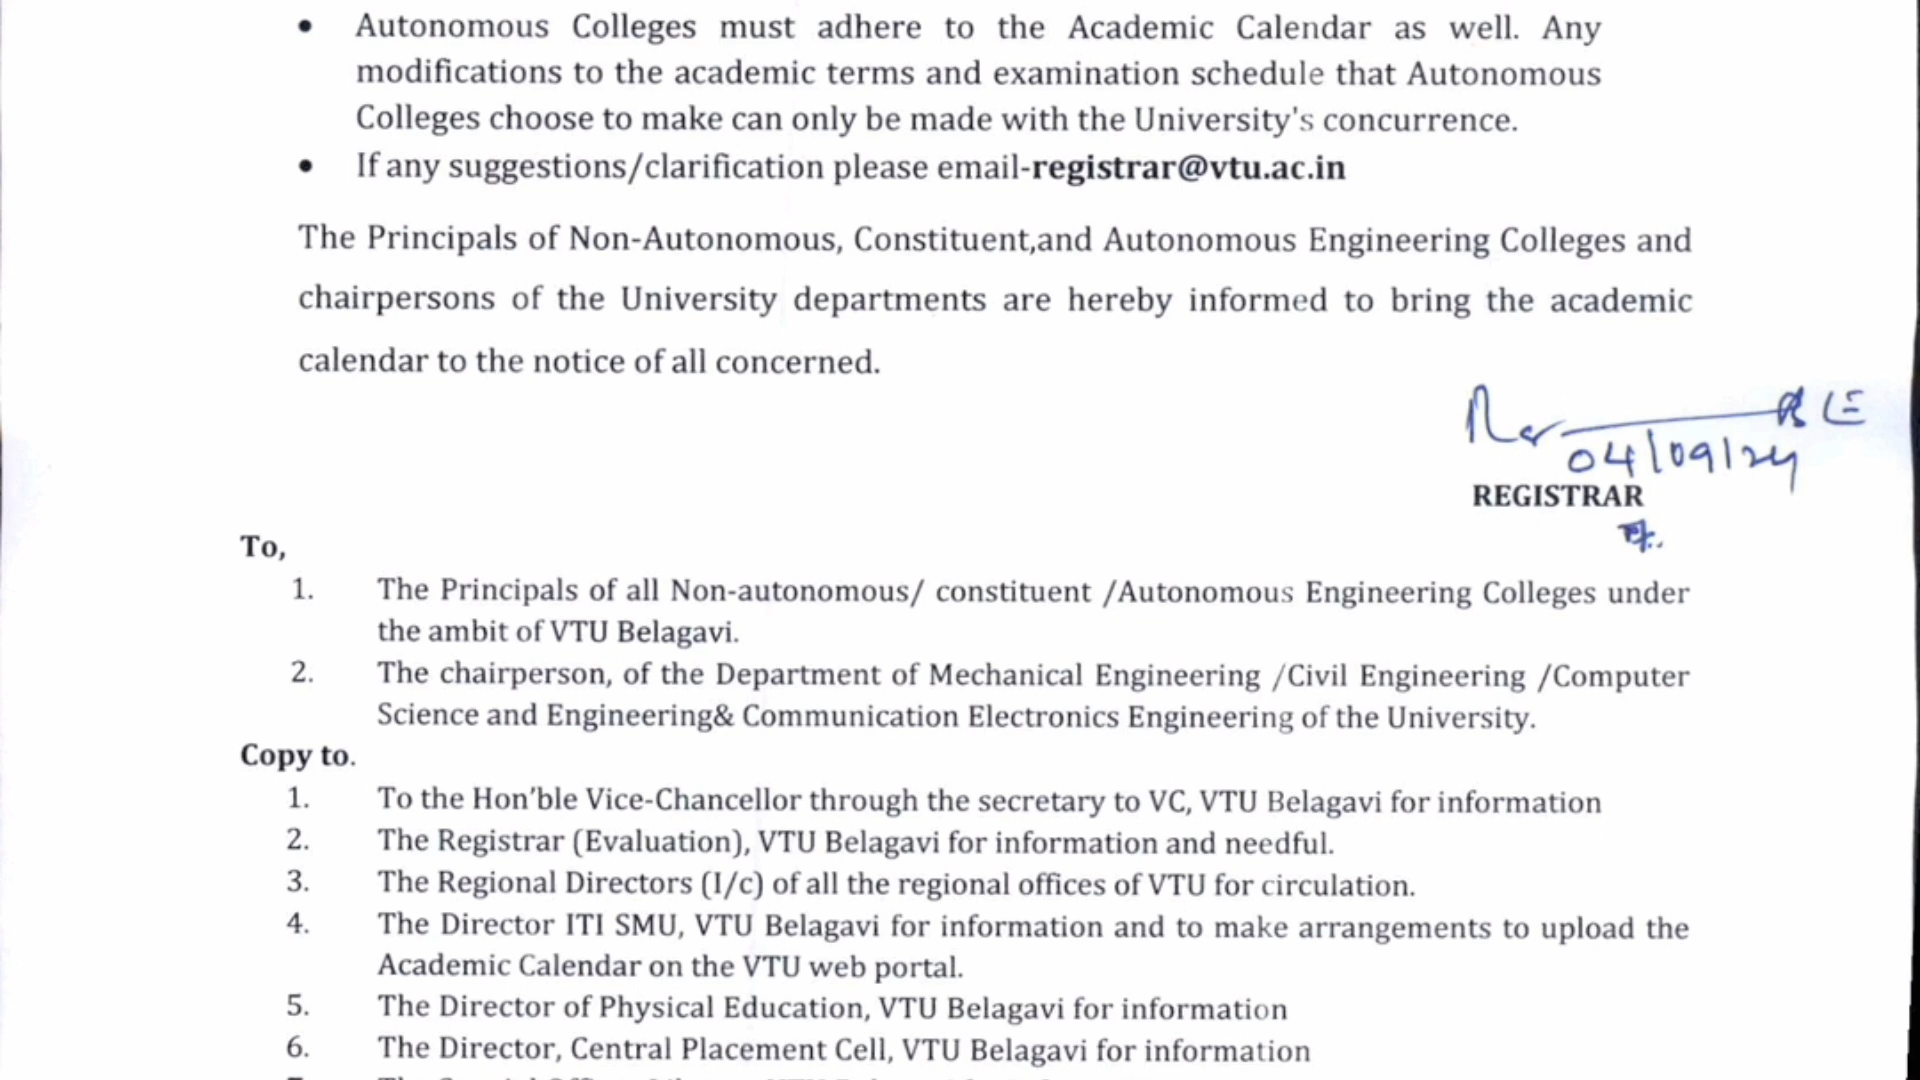 • Autonomous Colleges must adhere to the Academic Calendar as well. Any
modifications to the academic terms and examination schedule that Autonomous
Colleges choose to make can only be made with the University's concurrence.
• If any suggestions/clarification please email-registrar@vtu.ac.in
The Principals of Non-Autonomous, Constituent,and Autonomous Engineering Colleges and
chairpersons of the University departments are hereby informed to bring the academic
calendar to the notice of all concerned.
04/09/24
REGISTRAR
To,
1. The Principals of all Non-autonomous/ constituent /Autonomous Engineering Colleges under
the ambit of VTU Belagavi.
2. The chairperson, of the Department of Mechanical Engineering /Civil Engineering /Computer
Science and Engineering& Communication Electronics Engineering of the University.
Copy to.
1. To the Hon’ble Vice-Chancellor through the secretary to VC, VTU Belagavi for information
2. The Registrar (Evaluation), VTU Belagavi for information and needful.
3. The Regional Directors (I/c) of all the regional offices of VTU for circulation.
4. The Director ITI SMU, VTU Belagavi for information and to make arrangements to upload the
Academic Calendar on the VTU web portal.
5. The Director of Physical Education, VTU Belagavi for information
6. The Director, Central Placement Cell, VTU Belagavi for information